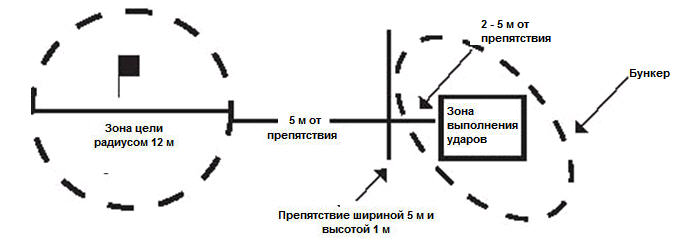 2 - 5 м от
препятствия
Бункер
Зона
выполнения
ударов
5 м от
препятствия
Зона цели
радиусом 12 м
Препятствие шириной 5 м и
высотой 1 м